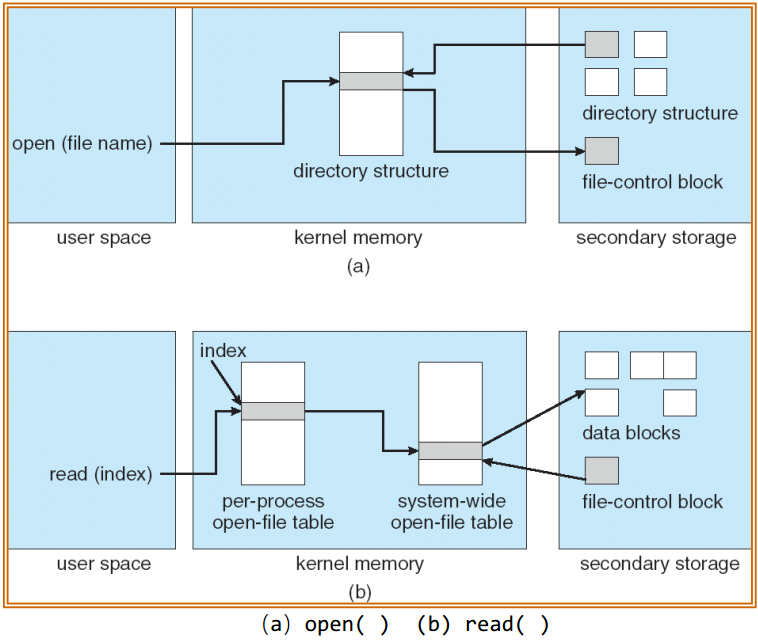 open (file name)
directory structure
directory structure
file-control block
user space
kernel memory
secondary storage
(a)
index
read (index)
per-process
open-file table
system-wide
open-file table
data blocks
file-control block
user space
kernel memory
secondary storage
(b)
(a) open( ) (b) read( )